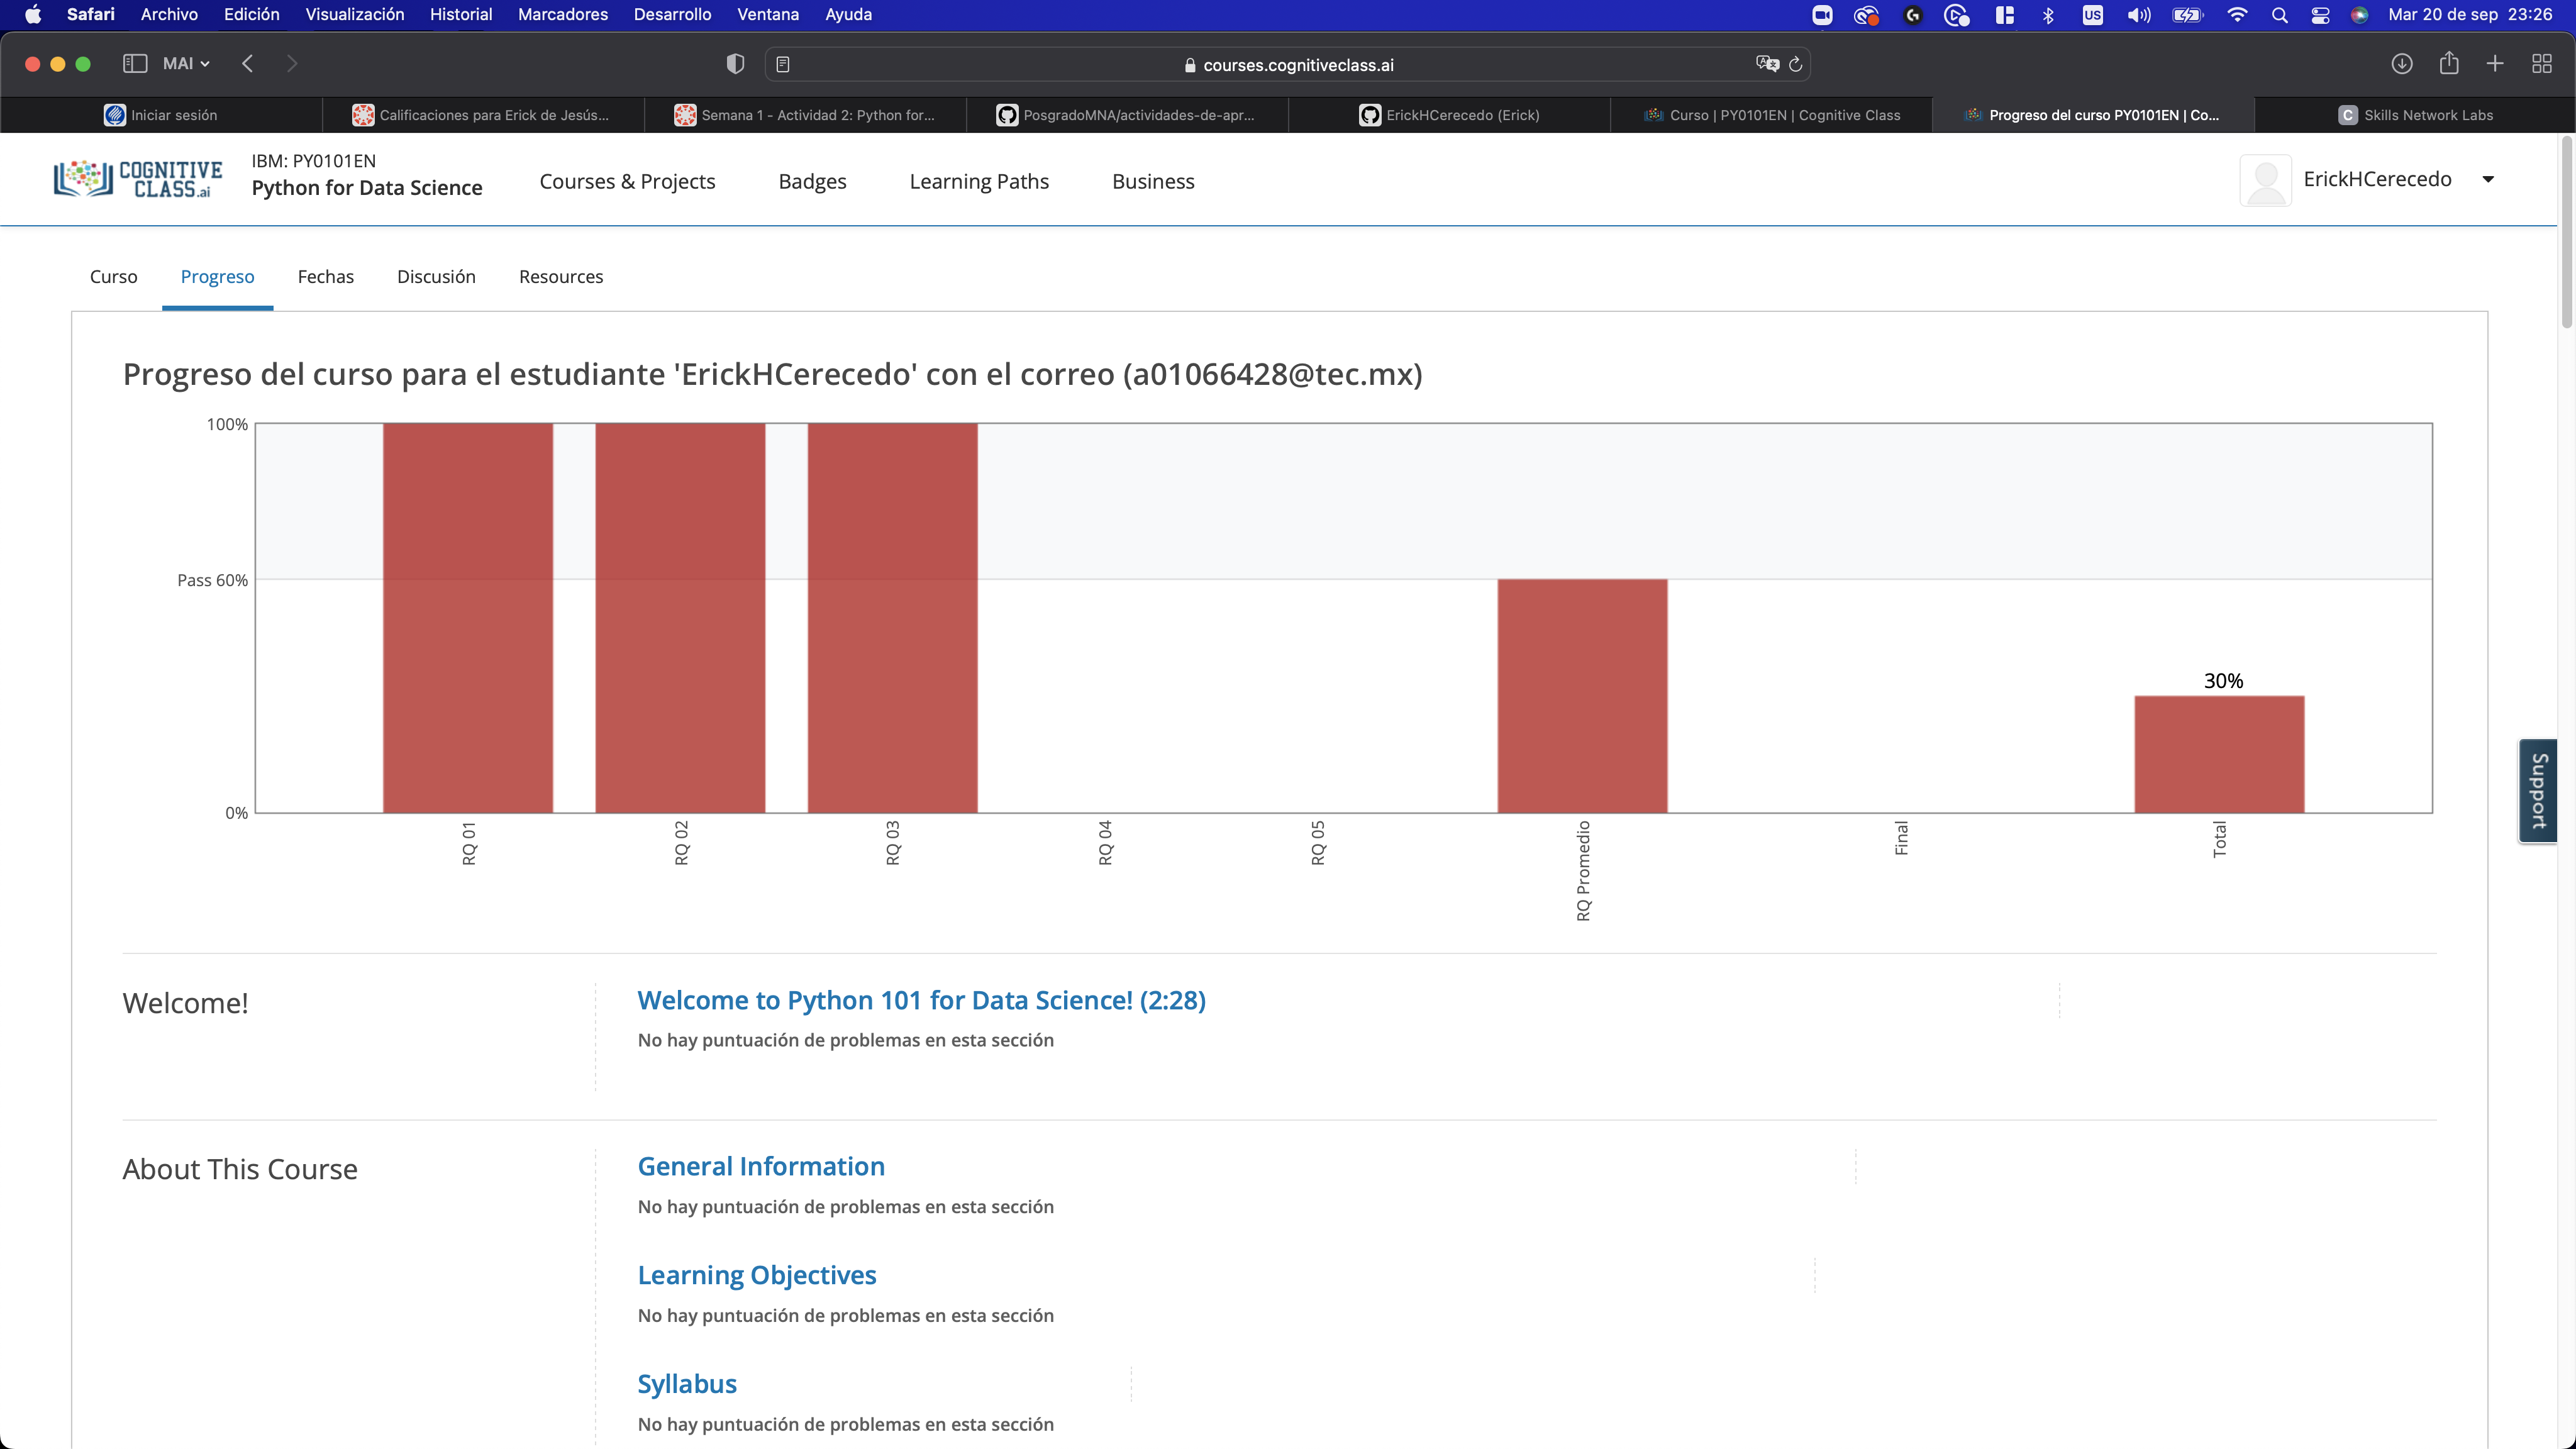 Safari Archivo Edición Visualización Historial Marcadores Desarrollo Ventana Ayuda US Mar 20 de sep 23:26
MAI courses.cognitiveclass.ai
Iniciar sesión Calificaciones para Erick de Jesús... Semana 1 - Actividad 2: Python for... PosgradoMNA/actividades-de-apr... ErickHCerecedo (Erick) Curso | PY0101EN | Cognitive Class Progreso del curso PY0101EN | Co... C Skills Network Labs
COGNITIVE
CLASS.ai
IBM: PY0101EN
Python for Data Science
Courses & Projects Badges Learning Paths Business ErickHCerecedo
Curso Progreso Fechas Discusión Resources
Progreso del curso para el estudiante 'ErickHCerecedo' con el correo (a01066428@tec.mx)
100%
Pass 60%
30%
0%
RQ 01 RQ 02 RQ 03 RQ 04 RQ 05 RQ Promedio Final Total
Support
Welcome!
Welcome to Python 101 for Data Science! (2:28)
No hay puntuación de problemas en esta sección
About This Course
General Information
No hay puntuación de problemas en esta sección
Learning Objectives
No hay puntuación de problemas en esta sección
Syllabus
No hay puntuación de problemas en esta sección